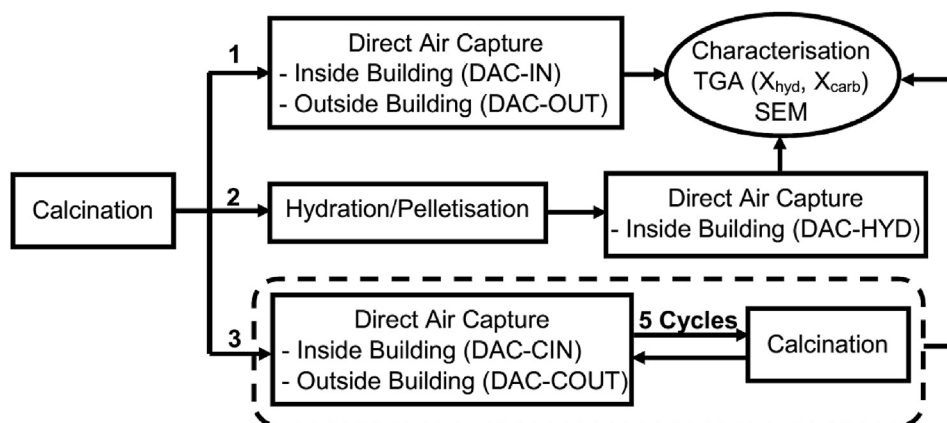 1
Direct Air Capture
- Inside Building (DAC-IN)
- Outside Building (DAC-OUT)
Characterisation
TGA (Xhyd, Xcarb)
SEM
Calcination
2
Hydration/Pelletisation
Direct Air Capture
- Inside Building (DAC-HYD)
3
Direct Air Capture
- Inside Building (DAC-CIN)
- Outside Building (DAC-COUT)
5 Cycles
Calcination